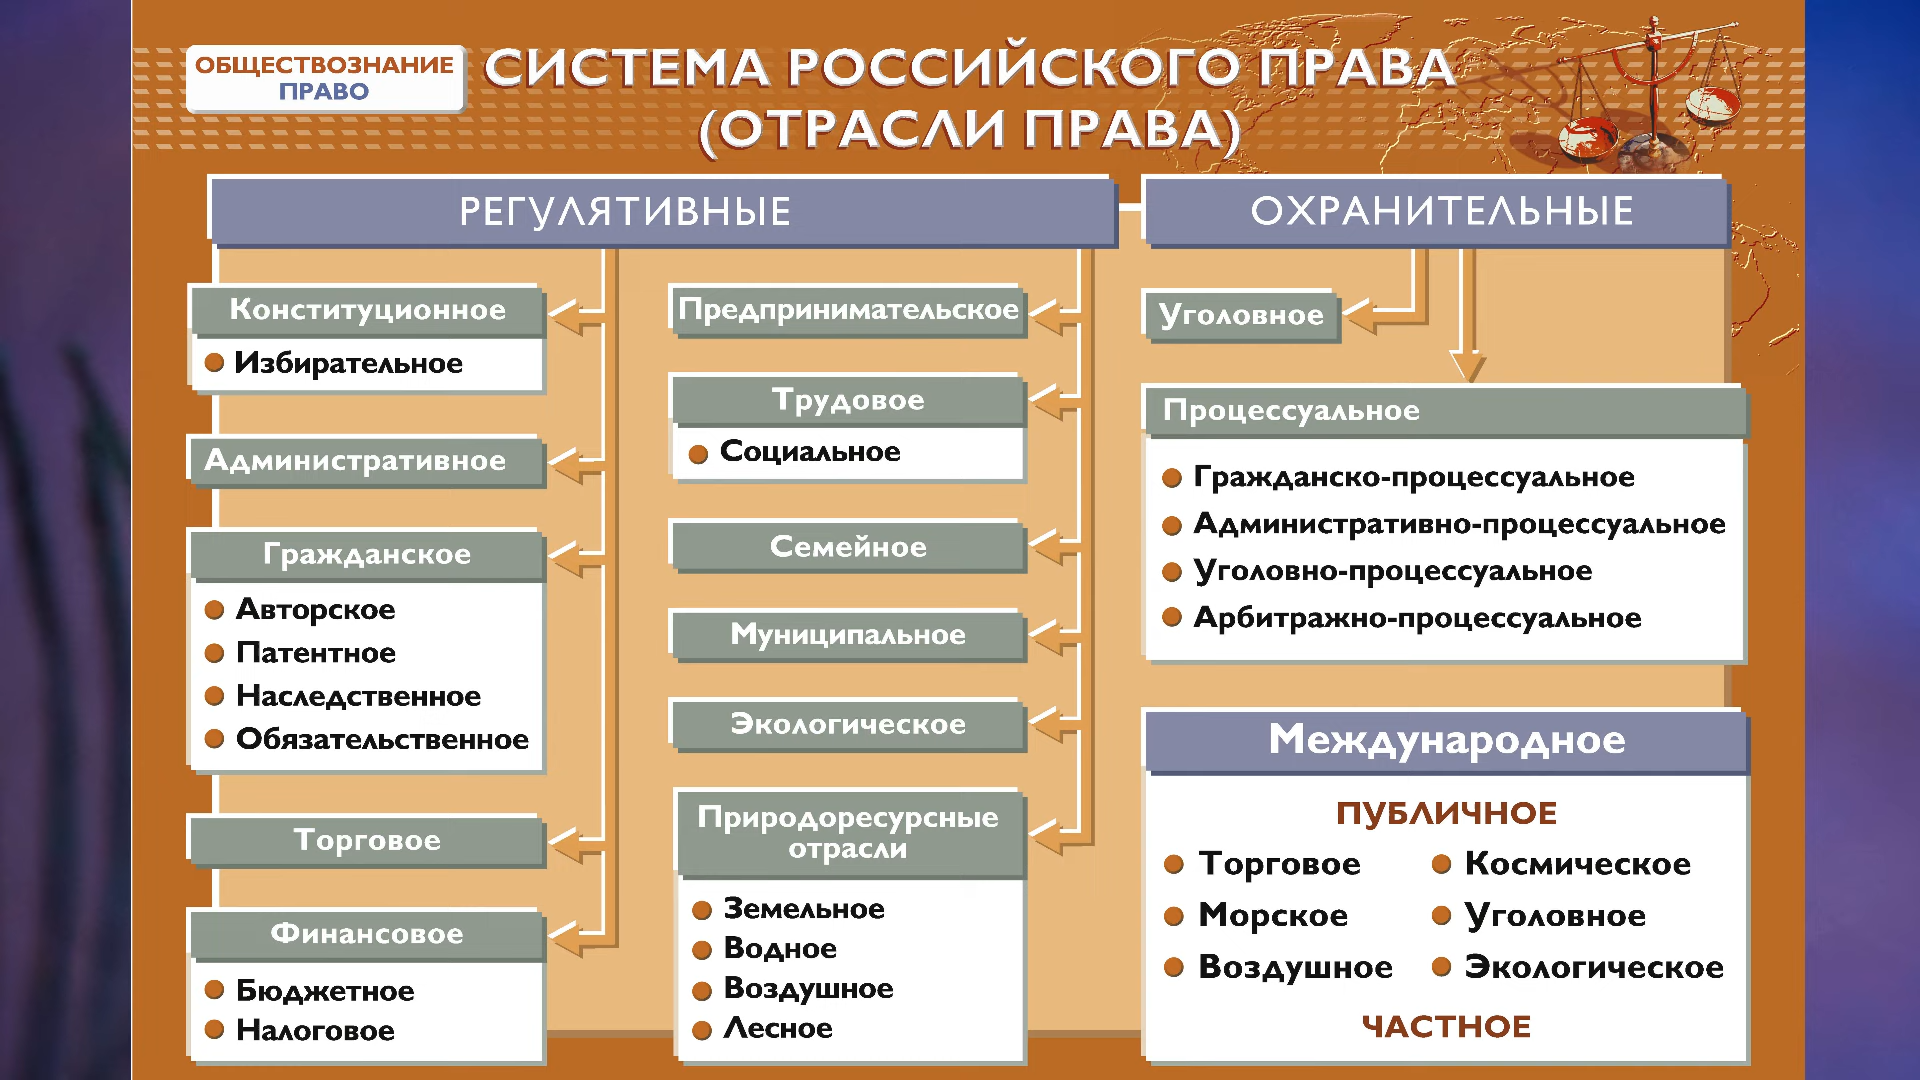 ОБЩЕСТВОЗНАНИЕ
ПРАВО
СИСТЕМА РОССИЙСКОГО ПРАВА
(ОТРАСЛИ ПРАВА)
РЕГУЛЯТИВНЫЕ
Конституционное
Избирательное
Административное
Гражданское
Авторское
Патентное
Наследственное
Обязательственное
Торговое
Финансовое
Бюджетное
Налоговое
Предпринимательское
Трудовое
Социальное
Семейное
Муниципальное
Экологическое
Природоресурсные
отрасли
Земельное
Водное
Воздушное
Лесное
ОХРАНИТЕЛЬНЫЕ
Уголовное
Процессуальное
Гражданско-процессуальное
Административно-процессуальное
Уголовно-процессуальное
Арбитражно-процессуальное
Международное
ПУБЛИЧНОЕ
Торговое
Морское
Воздушное
Космическое
Уголовное
Экологическое
ЧАСТНОЕ